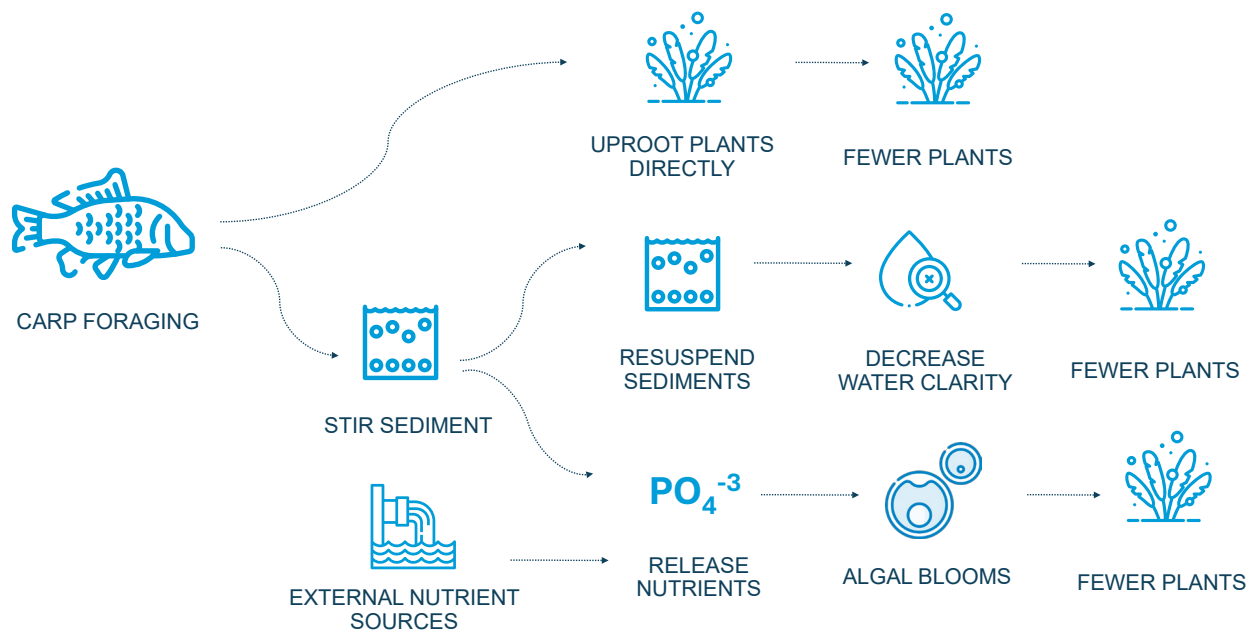 UPROOT PLANTS
DIRECTLY
FEWER PLANTS
CARP FORAGING
STIR SEDIMENT
RESUSPEND
SEDIMENTS
DECREASE
WATER CLARITY
FEWER PLANTS
EXTERNAL NUTRIENT
SOURCES
PO₄⁻³
RELEASE
NUTRIENTS
ALGAL BLOOMS
FEWER PLANTS